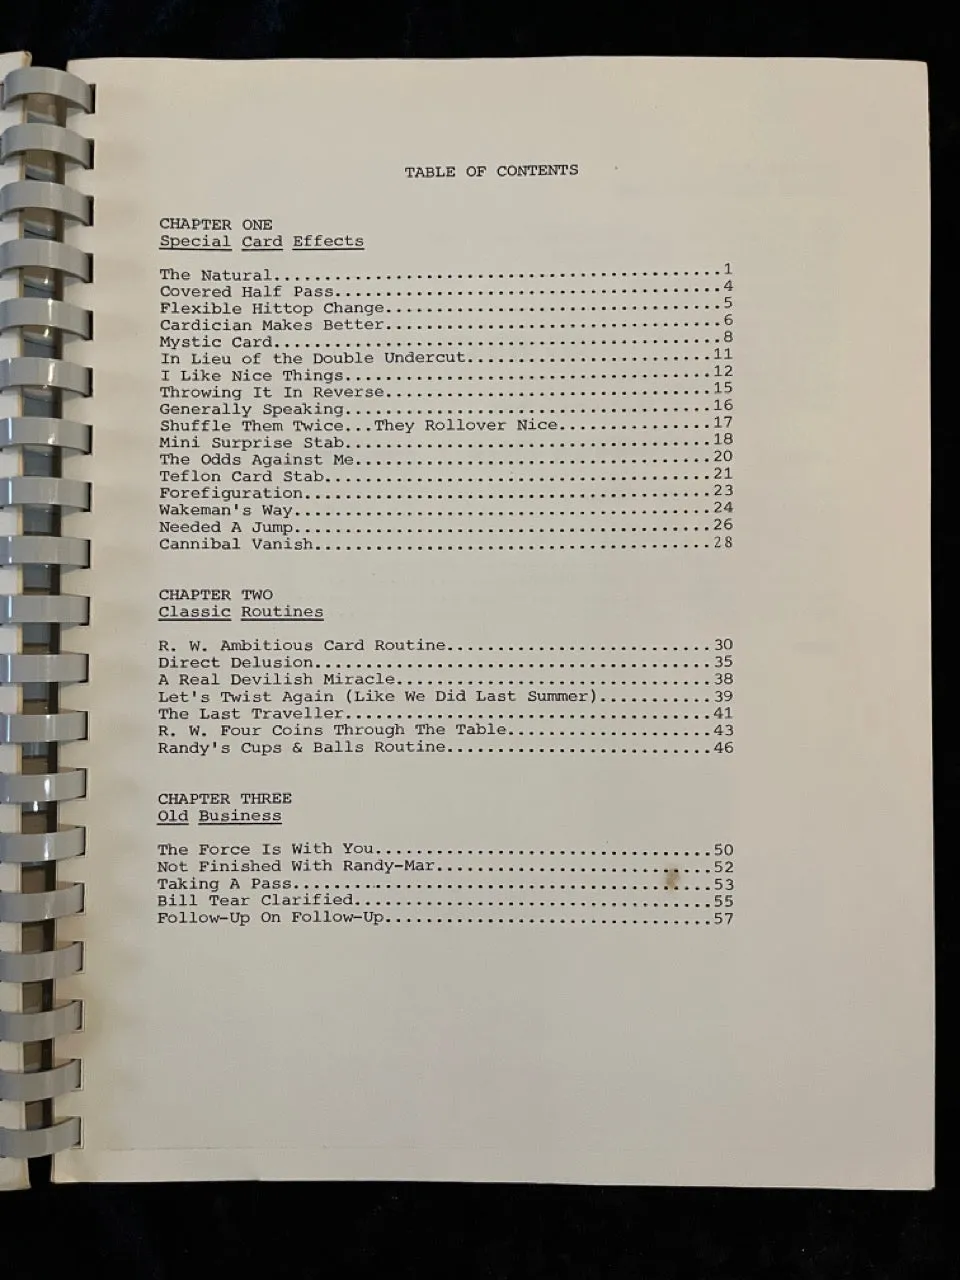 TABLE OF CONTENTS
CHAPTER ONE
Special Card Effects
The Natural...........................................1
Covered Half Pass.....................................4
Flexible Hittop Change................................5
Cardician Makes Better................................6
Mystic Card...........................................8
In Lieu of the Double Undercut........................11
I Like Nice Things....................................12
Throwing It In Reverse................................15
Generally Speaking....................................16
Shuffle Them Twice...They Rollover Nice...............17
Mini Surprise Stab....................................18
The Odds Against Me...................................20
Teflon Card Stab......................................21
Forefiguration........................................23
Wakeman's Way.........................................24
Needed A Jump.........................................26
Cannibal Vanish.......................................28
CHAPTER TWO
Classic Routines
R. W. Ambitious Card Routine..........................30
Direct Delusion.......................................35
A Real Devilish Miracle...............................38
Let's Twist Again (Like We Did Last Summer)...........39
The Last Traveller....................................41
R. W. Four Coins Through The Table....................43
Randy's Cups & Balls Routine..........................46
CHAPTER THREE
Old Business
The Force Is With You.................................50
Not Finished With Randy-Mar...........................52
Taking A Pass.........................................53
Bill Tear Clarified...................................55
Follow-Up On Follow-Up................................57